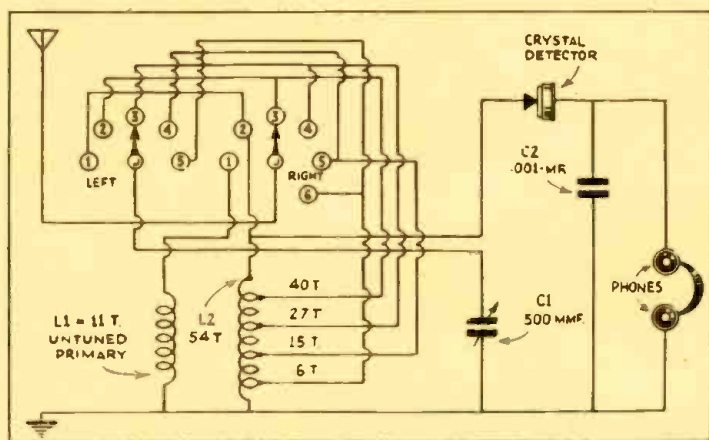 CRYSTAL
DETECTOR
3
3
2
4
2
4
1
5
1
5
LEFT
RIGHT
6
C2
.001-MF.
40 T
27 T
15 T
6 T
L1 = 11 T.
UNTUNED
PRIMARY
L2
54 T
C1
500 MMF.
PHONES